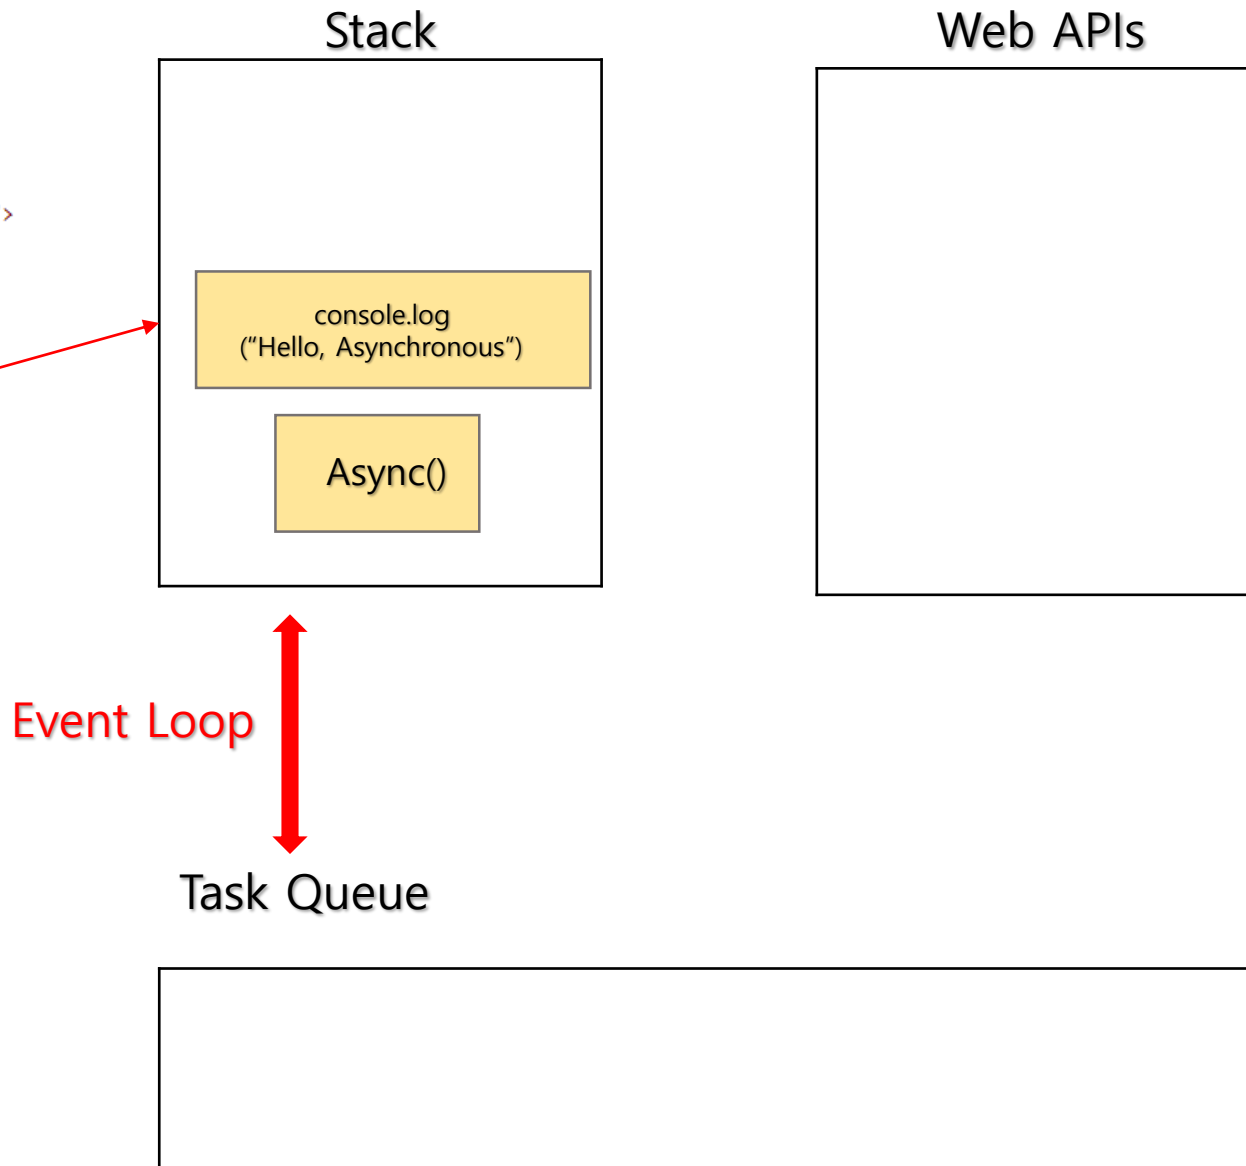 Stack
Web APIs
>
console.log
("Hello, Asynchronous")
Async()
Event Loop
Task Queue